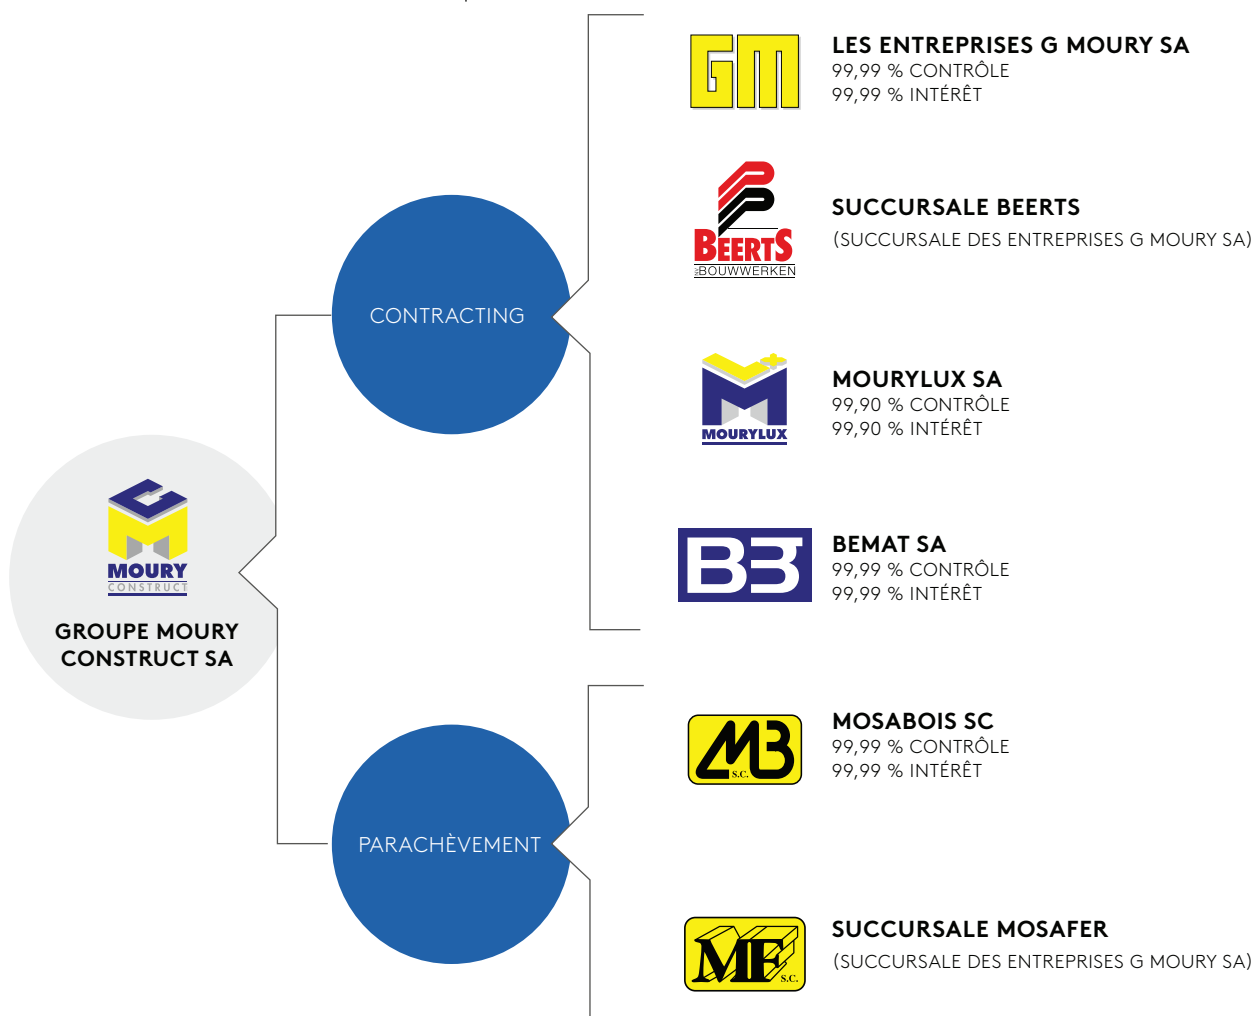 GM
LES ENTREPRISES G MOURY SA
99,99 % CONTRÔLE
99,99 % INTÉRÊT
BEERTS
BOUWWERKEN
SUCCURSALE BEERTS
(SUCCURSALE DES ENTREPRISES G MOURY SA)
CONTRACTING
MOURYLUX
MOURYLUX SA
99,90 % CONTRÔLE
99,90 % INTÉRÊT
MOURY
CONSTRUCT
GROUPE MOURY
CONSTRUCT SA
BEMAT SA
99,99 % CONTRÔLE
99,99 % INTÉRÊT
MB
S.C.
MOSABOIS SC
99,99 % CONTRÔLE
99,99 % INTÉRÊT
PARACHÈVEMENT
MF
S.C.
SUCCURSALE MOSAFER
(SUCCURSALE DES ENTREPRISES G MOURY SA)